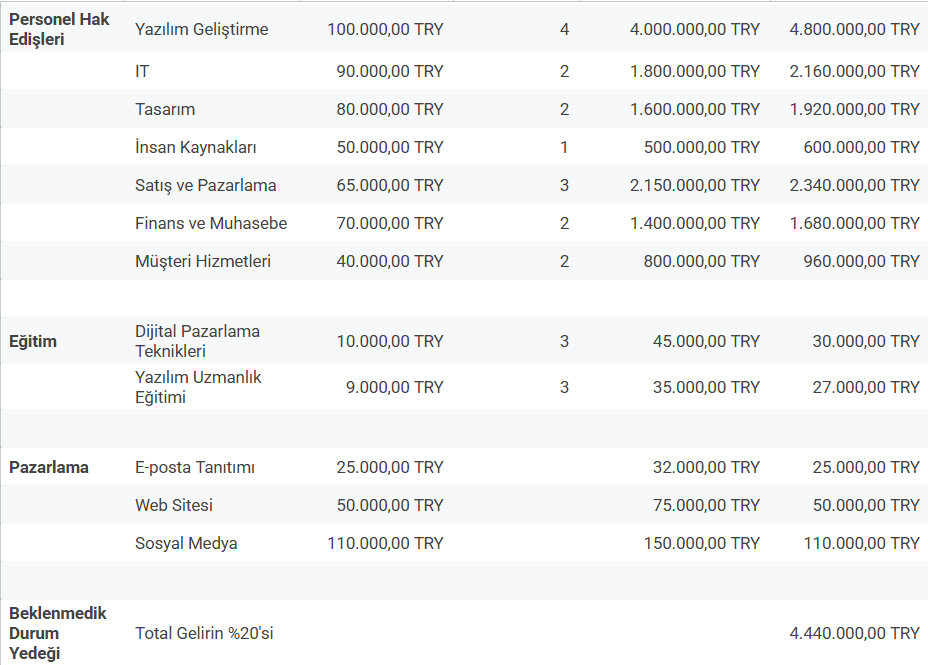 Personel Hak
Edişleri Yazılım Geliştirme 100.000,00 TRY 4 4.000.000,00 TRY 4.800.000,00 TRY
IT 90.000,00 TRY 2 1.800.000,00 TRY 2.160.000,00 TRY
Tasarım 80.000,00 TRY 2 1.600.000,00 TRY 1.920.000,00 TRY
İnsan Kaynakları 50.000,00 TRY 1 500.000,00 TRY 600.000,00 TRY
Satış ve Pazarlama 65.000,00 TRY 3 2.150.000,00 TRY 2.340.000,00 TRY
Finans ve Muhasebe 70.000,00 TRY 2 1.400.000,00 TRY 1.680.000,00 TRY
Müşteri Hizmetleri 40.000,00 TRY 2 800.000,00 TRY 960.000,00 TRY
Eğitim Dijital Pazarlama
Teknikleri 10.000,00 TRY 3 45.000,00 TRY 30.000,00 TRY
Yazılım Uzmanlık
Eğitimi 9.000,00 TRY 3 35.000,00 TRY 27.000,00 TRY
Pazarlama E-posta Tanıtımı 25.000,00 TRY 32.000,00 TRY 25.000,00 TRY
Web Sitesi 50.000,00 TRY 75.000,00 TRY 50.000,00 TRY
Sosyal Medya 110.000,00 TRY 150.000,00 TRY 110.000,00 TRY
Beklenmedik
Durum
Yedeği Total Gelirin %20'si 4.440.000,00 TRY